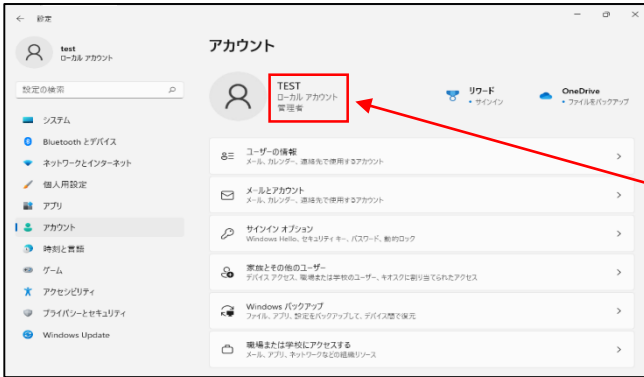 設定
test
ローカル アカウント
設定の検索
システム
Bluetooth とデバイス
ネットワークとインターネット
個人用設定
アプリ
アカウント
時刻と言語
ゲーム
アクセシビリティ
プライバシーとセキュリティ
Windows Update
アカウント
TEST
ローカル アカウント
管理者
リワード
• サインイン
OneDrive
• ファイルをバックアップ
ユーザーの情報
メール、カレンダー、連絡先で使用するアカウント
メールとアカウント
メール、カレンダー、連絡先で使用するアカウント
サインイン オプション
Windows Hello、セキュリティ キー、パスワード、動的ロック
家族とその他のユーザー
デバイス アクセス、職場または学校のユーザー、キオスクに割り当てられたアクセス
Windows バックアップ
ファイル、アプリ、設定をバックアップして、デバイス間で復元
職場または学校にアクセスする
メール、アプリ、ネットワークなどの組織リソース